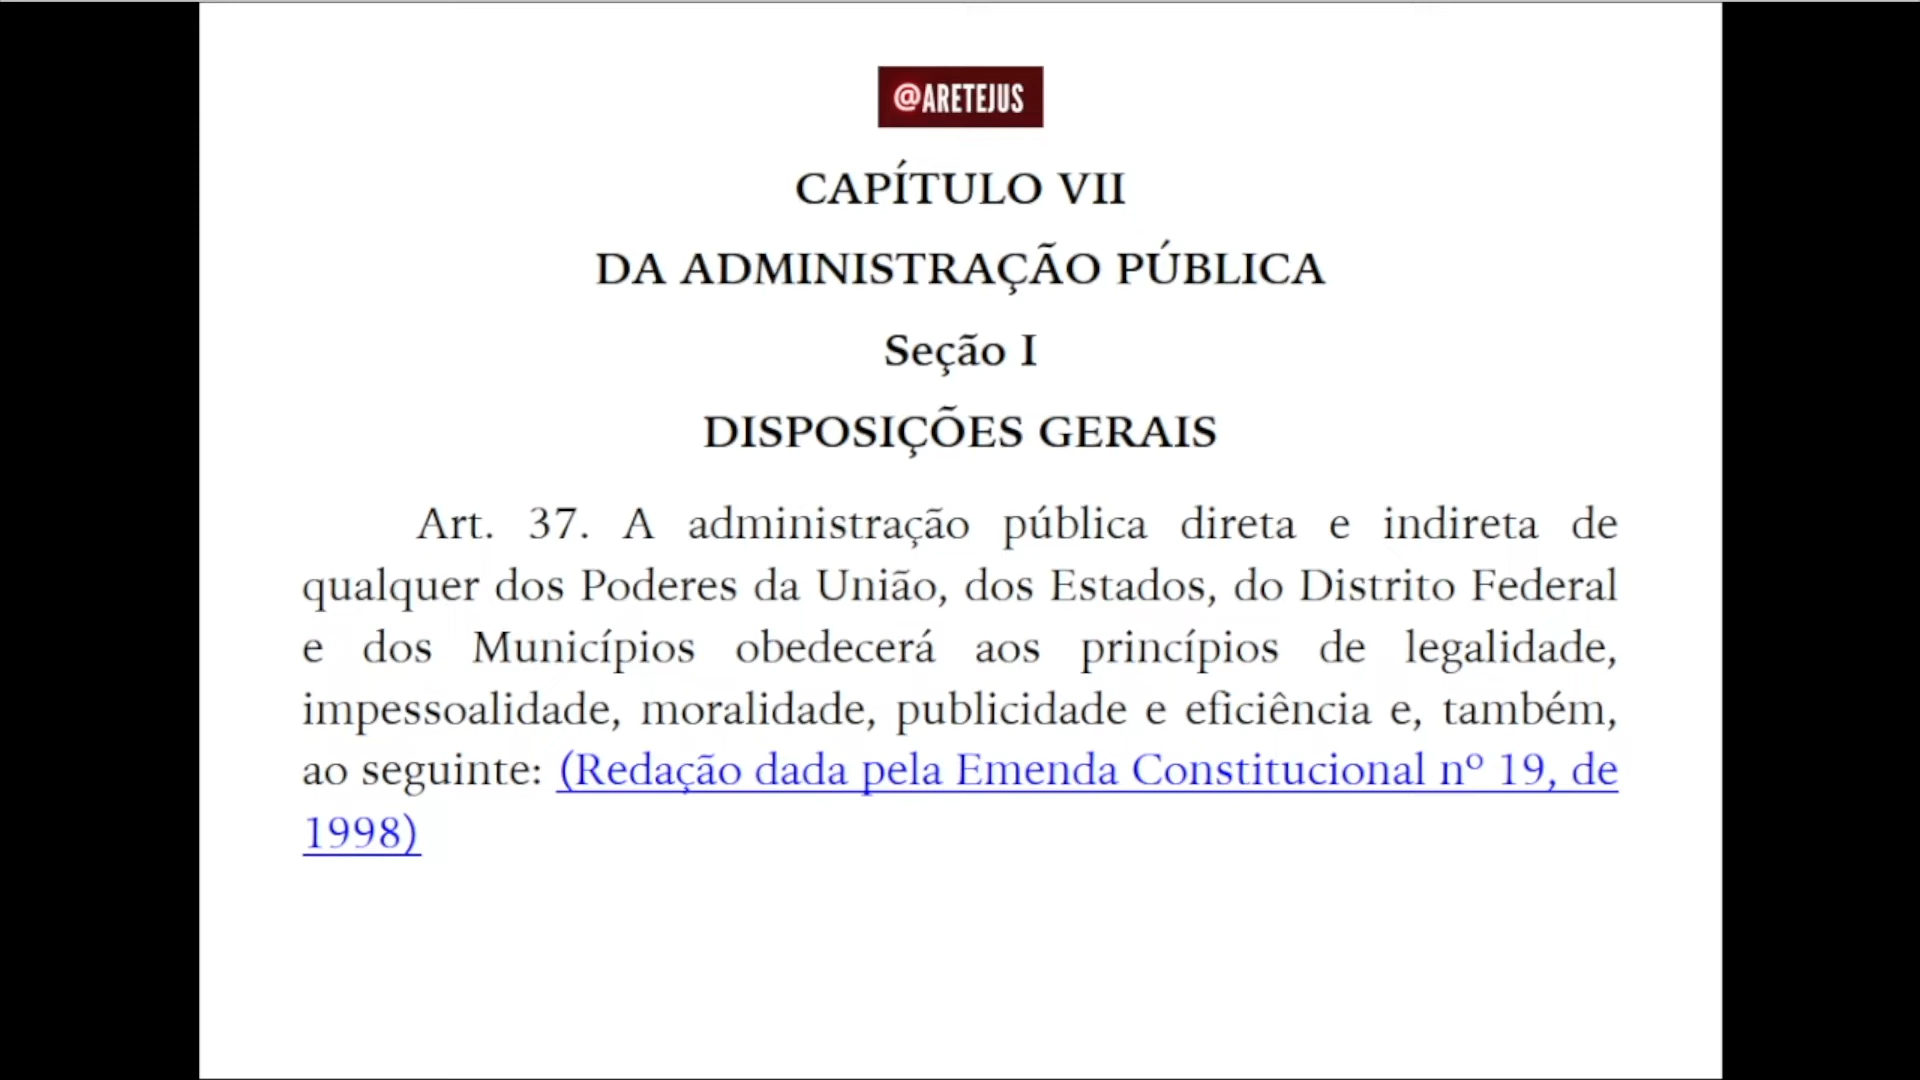 @ARETEJUS
CAPÍTULO VII
DA ADMINISTRAÇÃO PÚBLICA
Seção I
DISPOSIÇÕES GERAIS
Art. 37. A administração pública direta e indireta de
qualquer dos Poderes da União, dos Estados, do Distrito Federal
e dos Municípios obedecerá aos princípios de legalidade,
impessoalidade, moralidade, publicidade e eficiência e, também,
ao seguinte: (Redação dada pela Emenda Constitucional nº 19, de
1998)